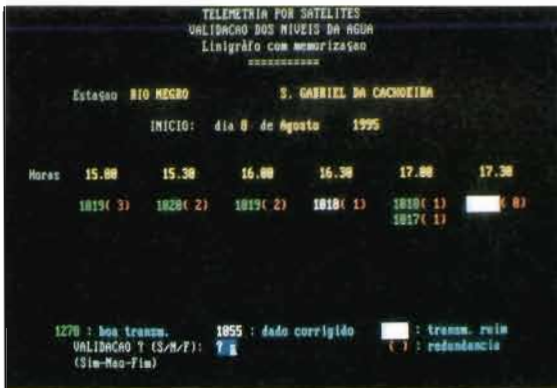 TELEMETRIA POR SATELITES
VALIDACAO DOS NIVEIS DA AGUA
Linigrafo com memorizaçao
===========
Estaçao RIO NEGRO S. GABRIEL DA CACHOEIRA
INICIO: dia 8 de Agosto 1995
Horas 15.00 15.30 16.00 16.30 17.00 17.30
1019( 3) 1020( 2) 1019( 2) 1018( 1) 1018( 1) ( 0)
1017( 1)
1270 : boa transm. 1055 : dado corrigido : transm. ruim
VALIDACAO ? (S/N/F): ? s ( ) : redundancia
(Sim-Nao-Fim)